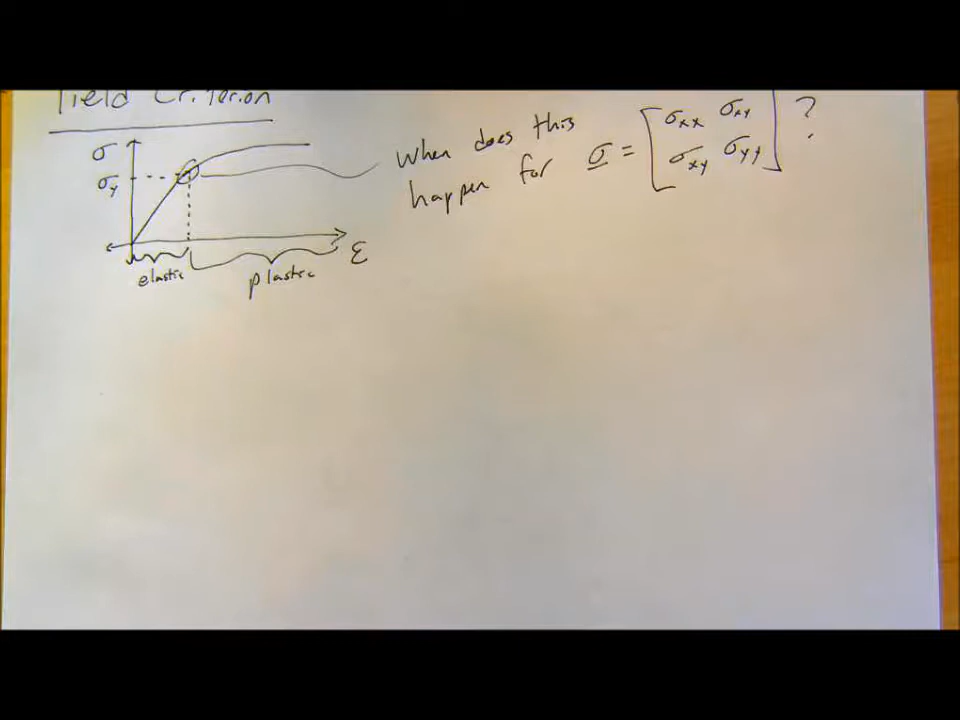 Yield Criterion
σ
σy
ε
elastic
plastic
When does this
happen for σ = [σxx σxy
σxy σyy] ?